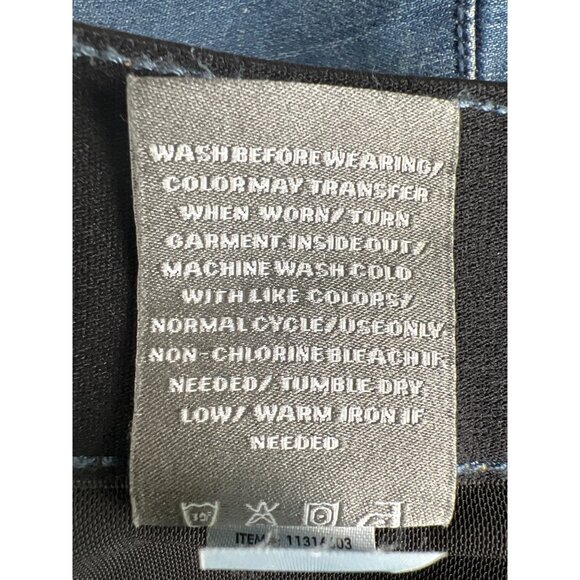 WASH BEFORE WEARING/
COLOR MAY TRANSFER
WHEN WORN/ TURN
GARMENT INSIDE OUT/
MACHINE WASH COLD
WITH LIKE COLORS/
NORMAL CYCLE/USE ONLY
NON-CHLORINE BLEACH IF
NEEDED/ TUMBLE DRY
LOW/ WARM IRON IF
NEEDED
30°